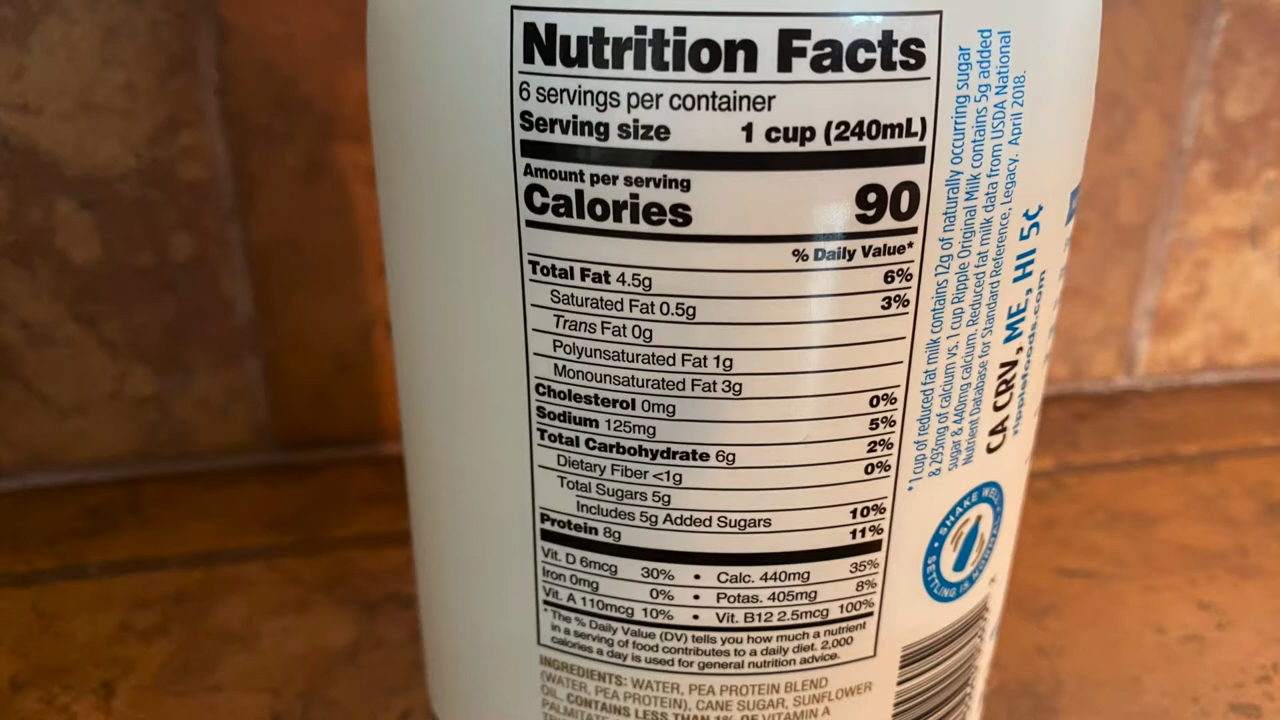 Nutrition Facts
6 servings per container
Serving size 1 cup (240mL)
Amount per serving
Calories 90
% Daily Value*
Total Fat 4.5g 6%
Saturated Fat 0.5g 3%
Trans Fat 0g
Polyunsaturated Fat 1g
Monounsaturated Fat 3g
Cholesterol 0mg 0%
Sodium 125mg 5%
Total Carbohydrate 6g 2%
Dietary Fiber <1g 0%
Total Sugars 5g
Includes 5g Added Sugars 10%
Protein 8g 11%
Vit. D 6mcg 30% • Calc. 440mg 35%
Iron 0mg 0% • Potas. 405mg 8%
Vit. A 110mcg 10% • Vit. B12 2.5mcg 100%
*The % Daily Value (DV) tells you how much a nutrient
in a serving of food contributes to a daily diet. 2,000
calories a day is used for general nutrition advice.
INGREDIENTS: WATER, PEA PROTEIN BLEND
(WATER, PEA PROTEIN), CANE SUGAR, SUNFLOWER
OIL, CONTAINS LESS THAN 1% OF VITAMIN A
PALMITATE
*1 cup of reduced fat milk contains 12g of naturally occurring sugar
& 293mg of calcium vs. 1 cup Ripple Original Milk contains 5g added
sugar & 440mg calcium. Reduced fat milk data from USDA National
Nutrient Database for Standard Reference, Legacy. April 2018.
CA CRV, ME, HI 5¢
ripplefoods.com
• SHAKE WELL •
SETTLING IS NORMAL